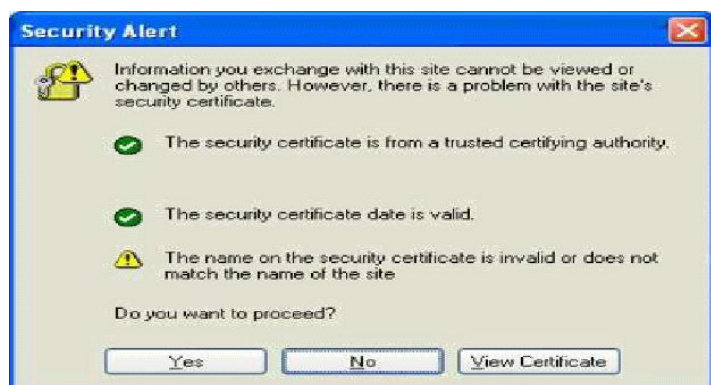 Security Alert
Information you exchange with this site cannot be viewed or
changed by others. However, there is a problem with the site's
security certificate.
The security certificate is from a trusted certifying authority.
The security certificate date is valid.
The name on the security certificate is invalid or does not
match the name of the site
Do you want to proceed?
Yes No View Certificate